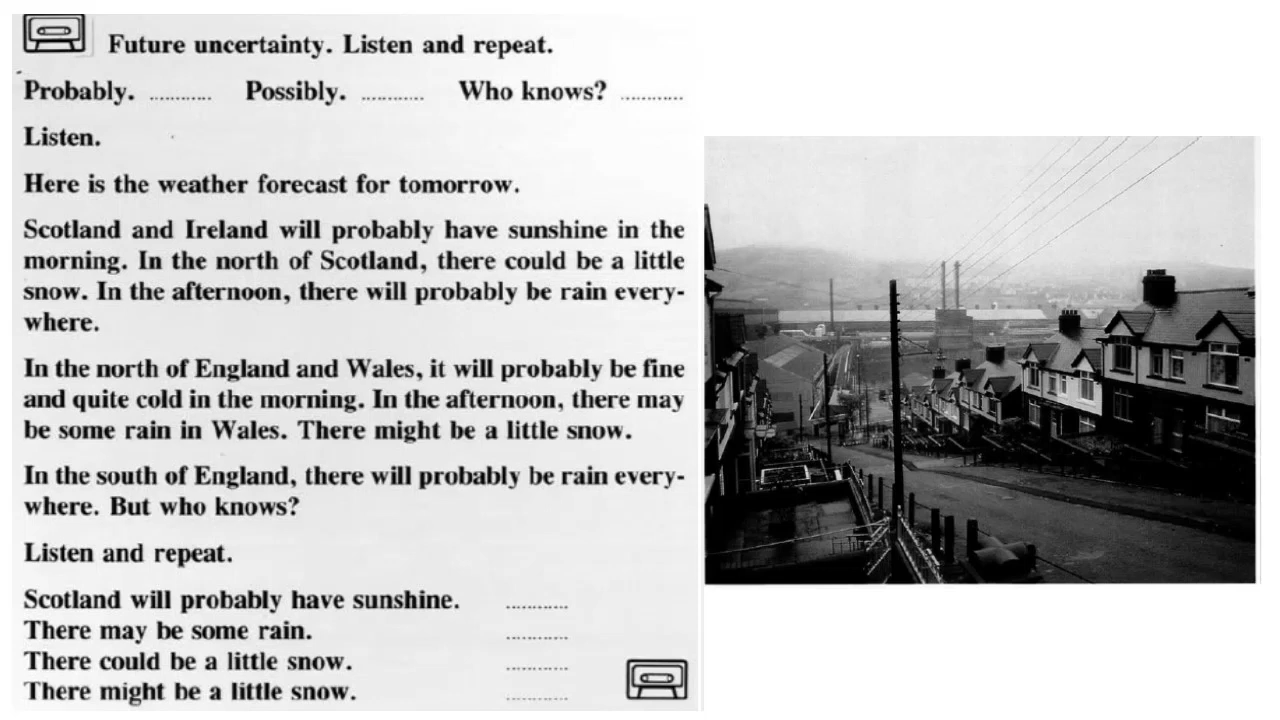 Future uncertainty. Listen and repeat.
Probably. ............ Possibly. ............ Who knows? ............
Listen.
Here is the weather forecast for tomorrow.
Scotland and Ireland will probably have sunshine in the
morning. In the north of Scotland, there could be a little
snow. In the afternoon, there will probably be rain every-
where.
In the north of England and Wales, it will probably be fine
and quite cold in the morning. In the afternoon, there may
be some rain in Wales. There might be a little snow.
In the south of England, there will probably be rain every-
where. But who knows?
Listen and repeat.
Scotland will probably have sunshine. ............
There may be some rain. ............
There could be a little snow. ............
There might be a little snow. ............